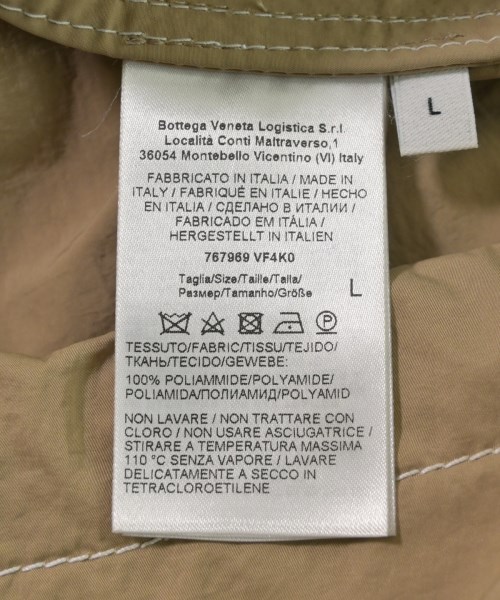 L
Bottega Veneta Logistica S.r.l.
Località Conti Maltraverso,1
36054 Montebello Vicentino (VI) Italy
FABBRICATO IN ITALIA / MADE IN
ITALY / FABRIQUÉ EN ITALIE / HECHO
EN ITALIA / СДЕЛАНО В ИТАЛИИ /
FABRICADO EM ITÀLIA /
HERGESTELLT IN ITALIEN
767969 VF4K0
Taglia/Size/Taille/Talla/
Размер/Tamanho/Größe L
P
TESSUTO/FABRIC/TISSU/TEJIDO/
ТКАНЬ/TECIDO/GEWEBE:
100% POLIAMMIDE/POLYAMIDE/
POLIAMIDA/ПОЛИАМИД/POLYAMID
NON LAVARE / NON TRATTARE CON
CLORO / NON USARE ASCIUGATRICE /
STIRARE A TEMPERATURA MASSIMA
110 °C SENZA VAPORE / LAVARE
DELICATAMENTE A SECCO IN
TETRACLOROETILENE